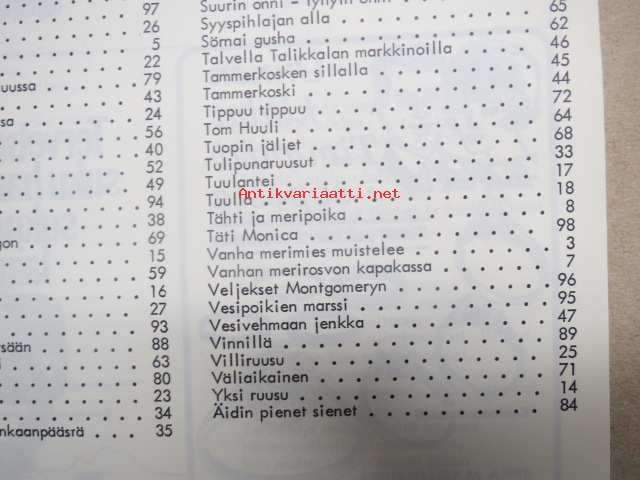 97
26
5
22
uussa . . . 79
43
sa . . . 24
56
40
52
49
94
38
gon . . . 69
15
59
16
27
93
rsään . . . 88
63
80
23
34
nkaanpäästä . . . 35
Suurin onni –
Syyspihlajan alla . . . 65
Sömai gusha . . . 62
Talvella Talikkalan markkinoilla . . . 46
Tammerkosken sillalla . . . 45
Tammerkoski . . . 44
Tippuu tippuu . . . 72
Tom Huuli . . . 64
Tuopin jäljet . . . 68
Tulipunaruusut . . . 33
Tuulantei . . . 17
Antikvariaatti.net
Tuulla . . . 18
Tähti ja meripoika . . . 8
Täti Monica . . . 98
Vanha merimies muistelee . . . 3
Vanhan merirosvon kapakassa . . . 7
Veljekset Montgomeryn . . . 96
Vesipoikien marssi . . . 95
Vesivehmaan jenkka . . . 47
Vinnillä . . . 89
Villiruusu . . . 25
Väliaikainen . . . 71
Yksi ruusu . . . 14
Äidin pienet sienet . . . 84